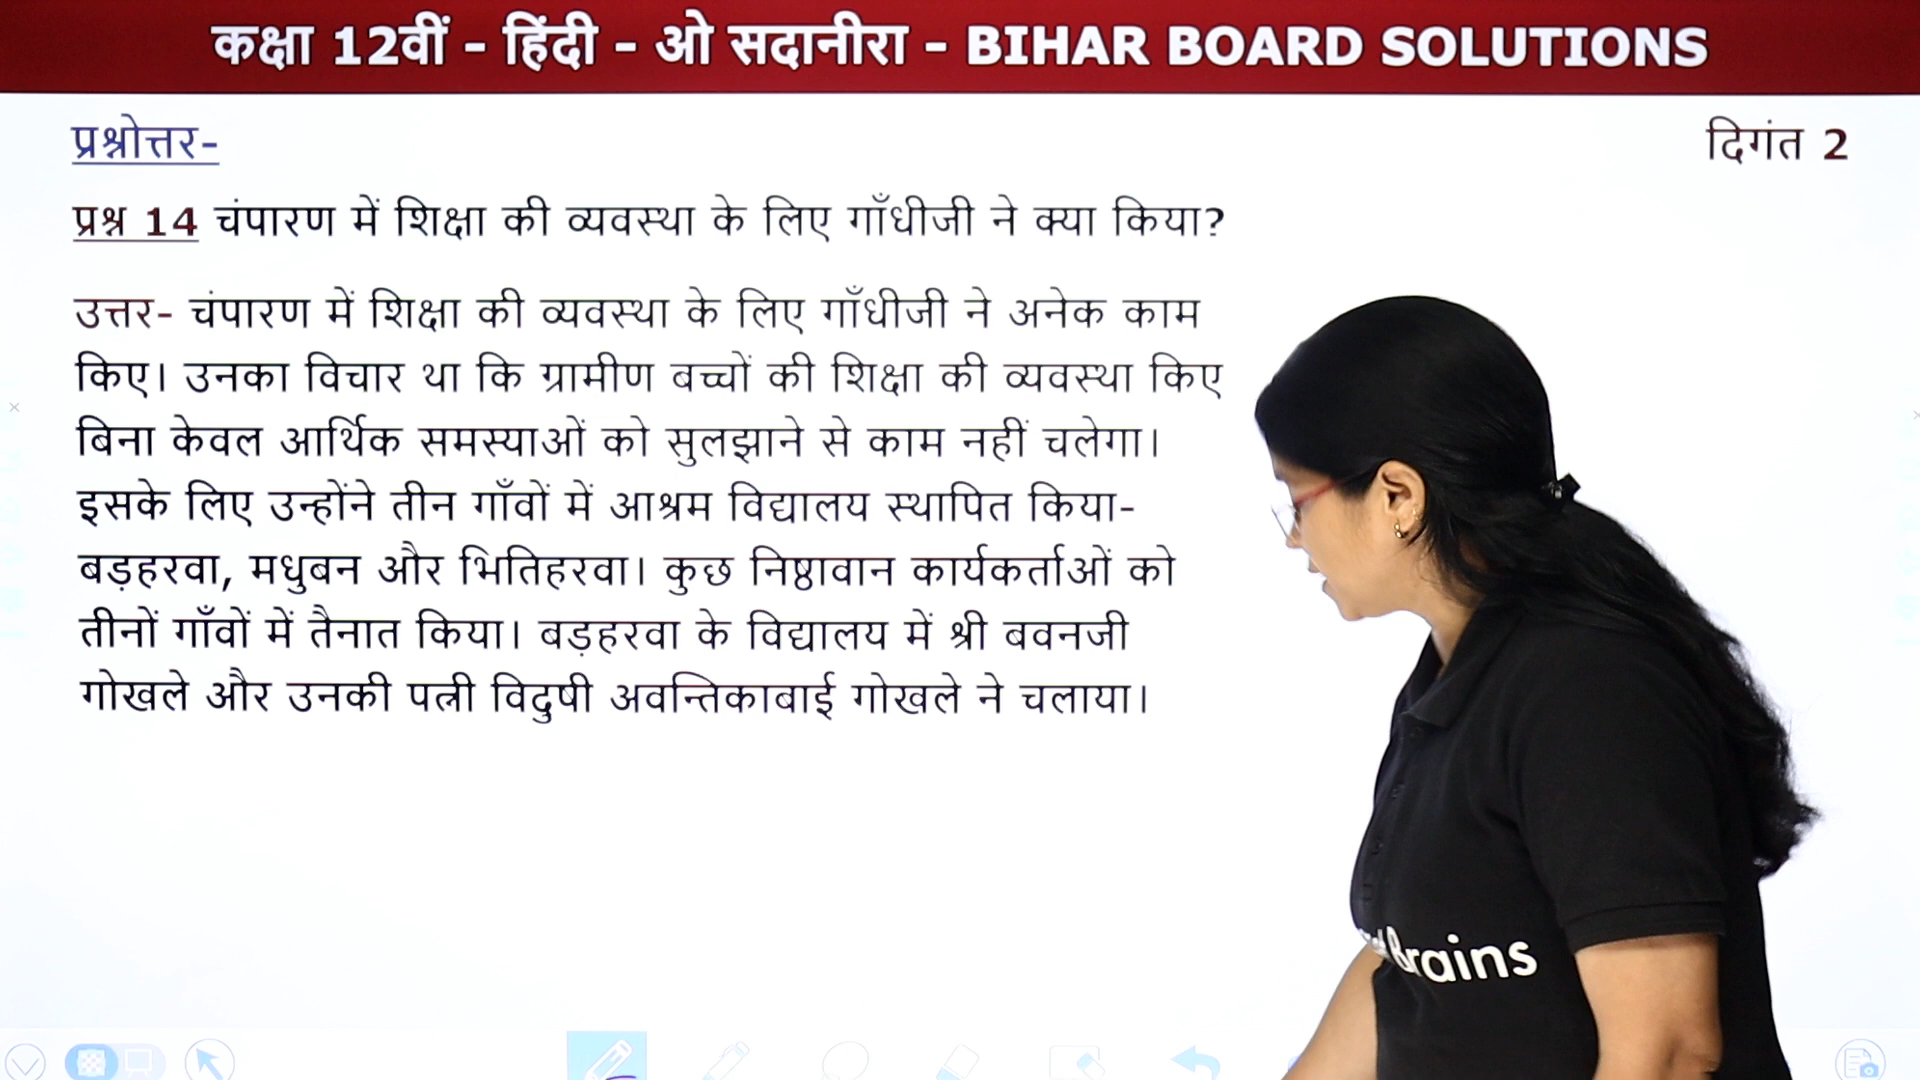 कक्षा 12वीं - हिंदी - ओ सदानीरा - BIHAR BOARD SOLUTIONS
प्रश्नोत्तर-
दिगंत 2
प्रश्न 14 चंपारण में शिक्षा की व्यवस्था के लिए गाँधीजी ने क्या किया?
उत्तर- चंपारण में शिक्षा की व्यवस्था के लिए गाँधीजी ने अनेक काम
किए। उनका विचार था कि ग्रामीण बच्चों की शिक्षा की व्यवस्था किए
बिना केवल आर्थिक समस्याओं को सुलझाने से काम नहीं चलेगा।
इसके लिए उन्होंने तीन गाँवों में आश्रम विद्यालय स्थापित किया-
बड़हरवा, मधुबन और भितिहरवा। कुछ निष्ठावान कार्यकर्ताओं को
तीनों गाँवों में तैनात किया। बड़हरवा के विद्यालय में श्री बवनजी
गोखले और उनकी पत्नी विदुषी अवन्तिकाबाई गोखले ने चलाया।
Brains